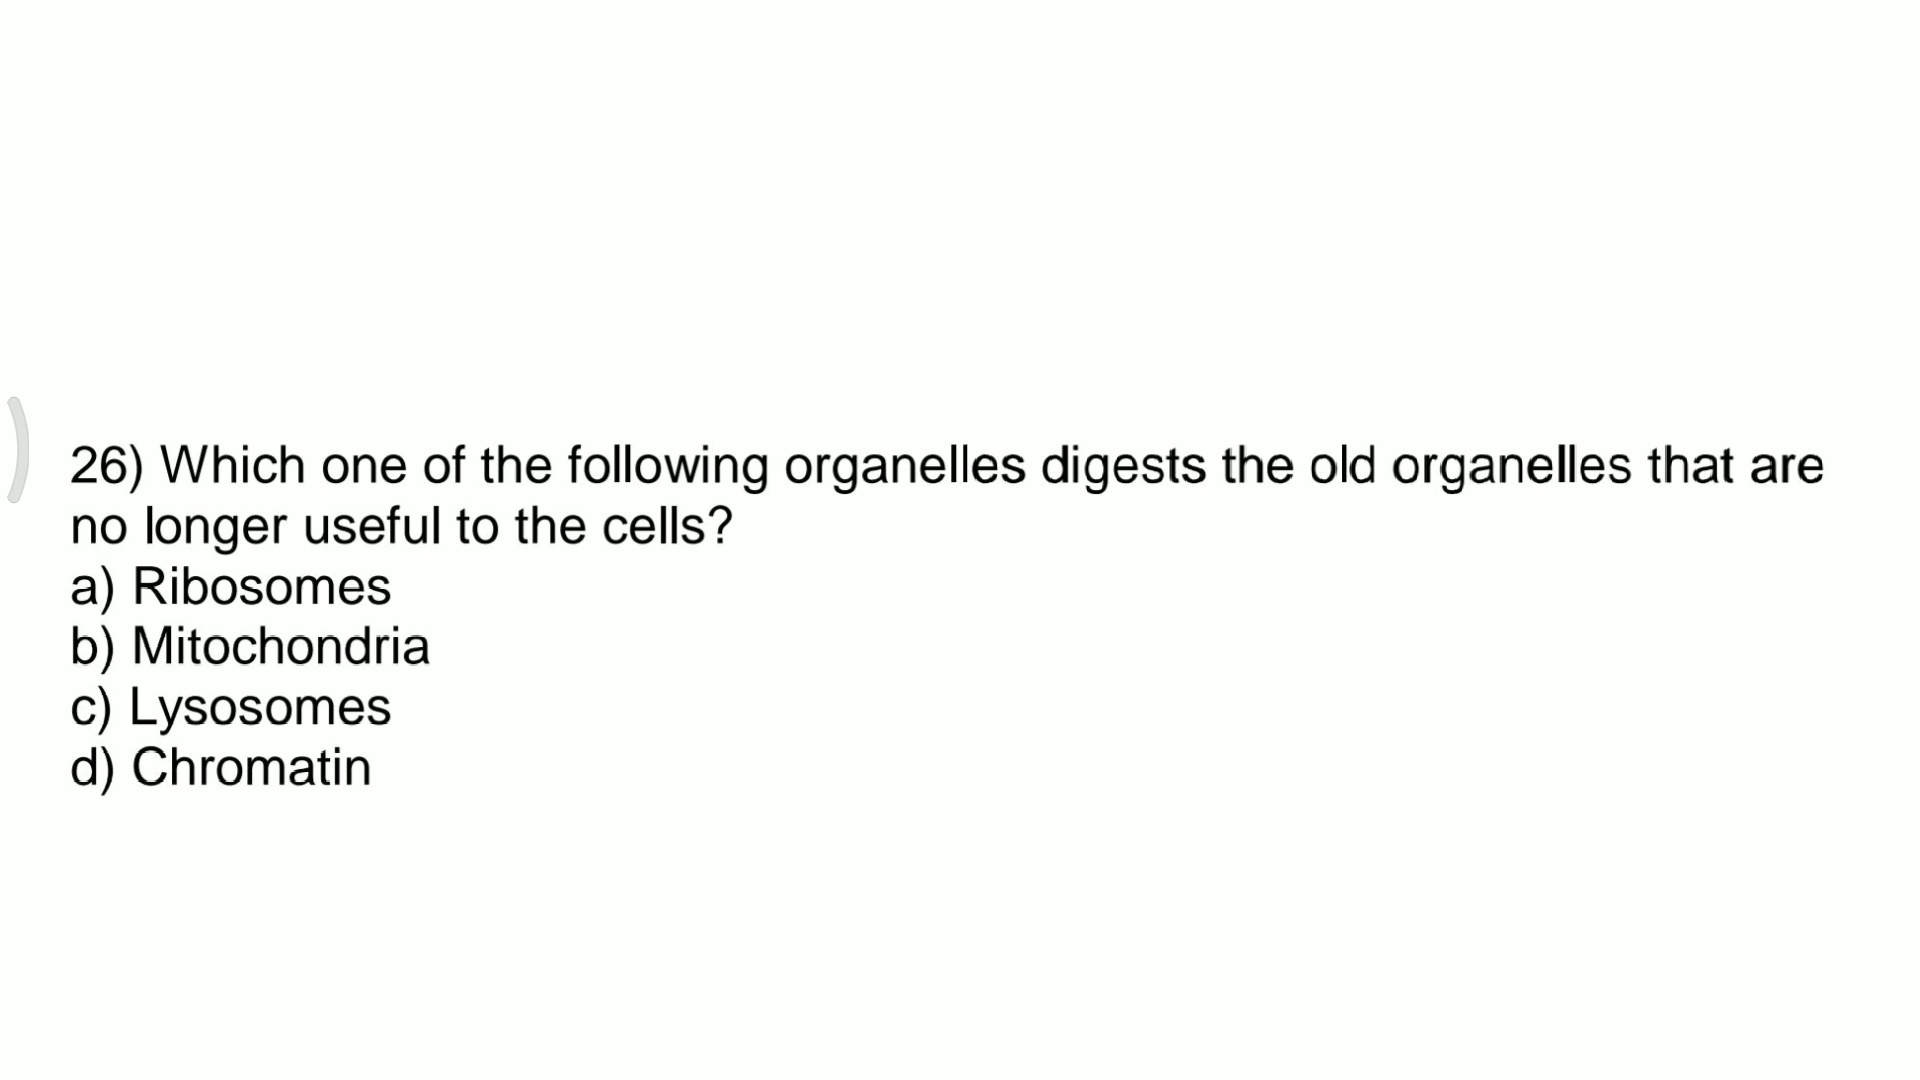 26) Which one of the following organelles digests the old organelles that are
no longer useful to the cells?
a) Ribosomes
b) Mitochondria
c) Lysosomes
d) Chromatin